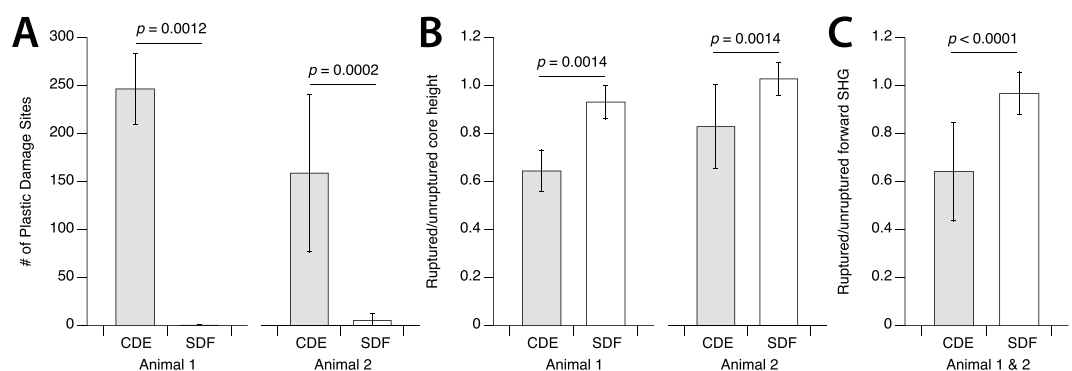 A
# of Plastic Damage Sites
300
250
200
150
100
50
0
p = 0.0012
p = 0.0002
CDE SDF CDE SDF
Animal 1 Animal 2
B
Ruptured/unruptured core height
1.2
1.0
0.8
0.6
0.4
0.2
0
p = 0.0014
p = 0.0014
CDE SDF CDE SDF
Animal 1 Animal 2
C
Ruptured/unruptured forward SHG
1.2
1.0
0.8
0.6
0.4
0.2
0
p < 0.0001
CDE SDF
Animal 1 & 2